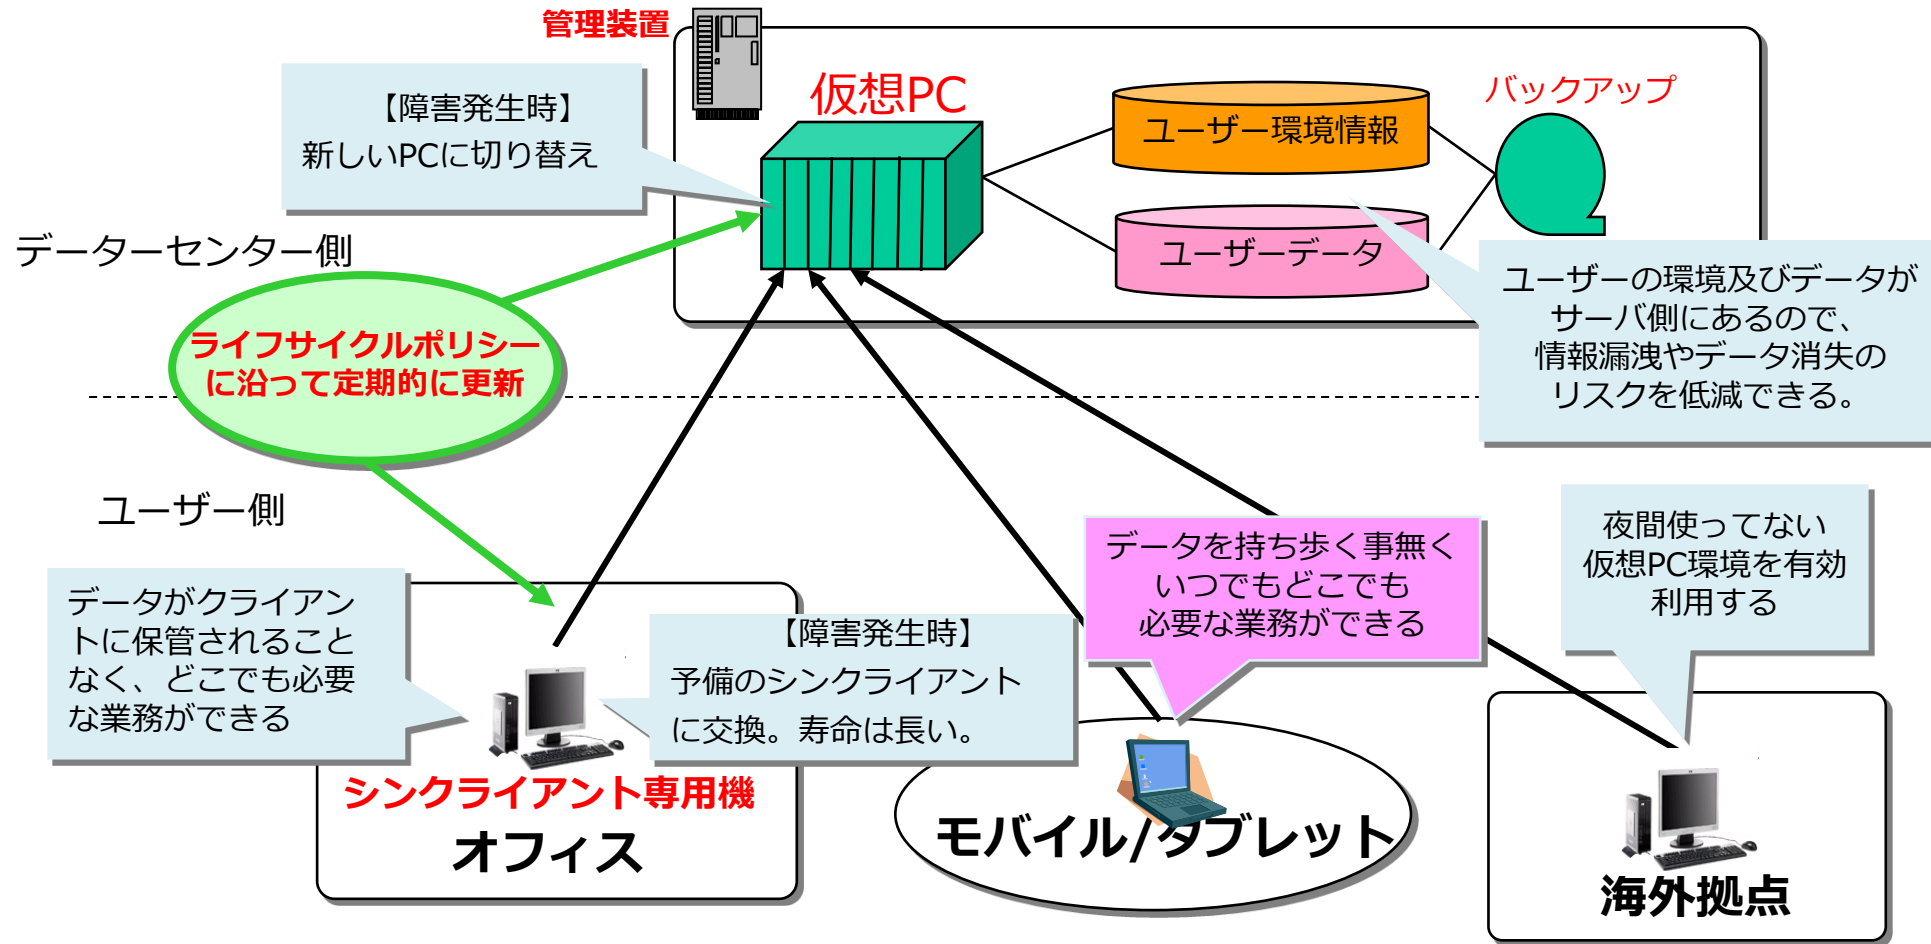 管理装置
仮想PC
バックアップ
【障害発生時】
新しいPCに切り替え
ユーザー環境情報
ユーザーデータ
データーセンター側
ユーザーの環境及びデータが
サーバ側にあるので、
情報漏洩やデータ消失の
リスクを低減できる。
ライフサイクルポリシー
に沿って定期的に更新
ユーザー側
データがクライアン
トに保管されること
なく、どこでも必要
な業務ができる
【障害発生時】
予備のシンクライアント
に交換。寿命は長い。
データを持ち歩く事無く
いつでもどこでも
必要な業務ができる
夜間使ってない
仮想PC環境を有効
利用する
シンクライアント専用機
オフィス
モバイル/タブレット
海外拠点